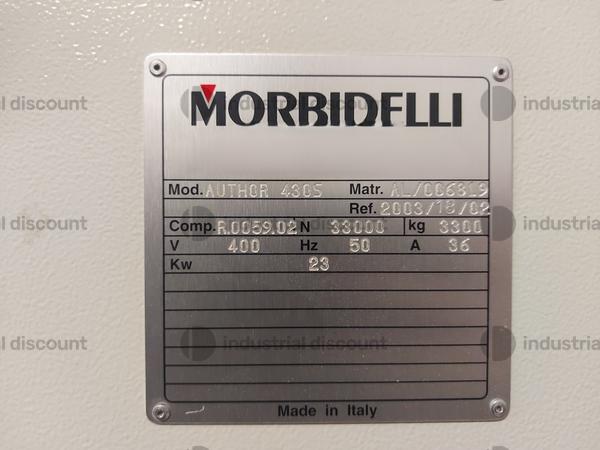 MORBIDELLI
Mod. AUTHOR 430S Matr. AL/006819
Ref. 2003/18/02
Comp. R.0059.02 N 33000 kg 3300
V 400 Hz 50 A 36
Kw 23
Made in Italy
industrial discount